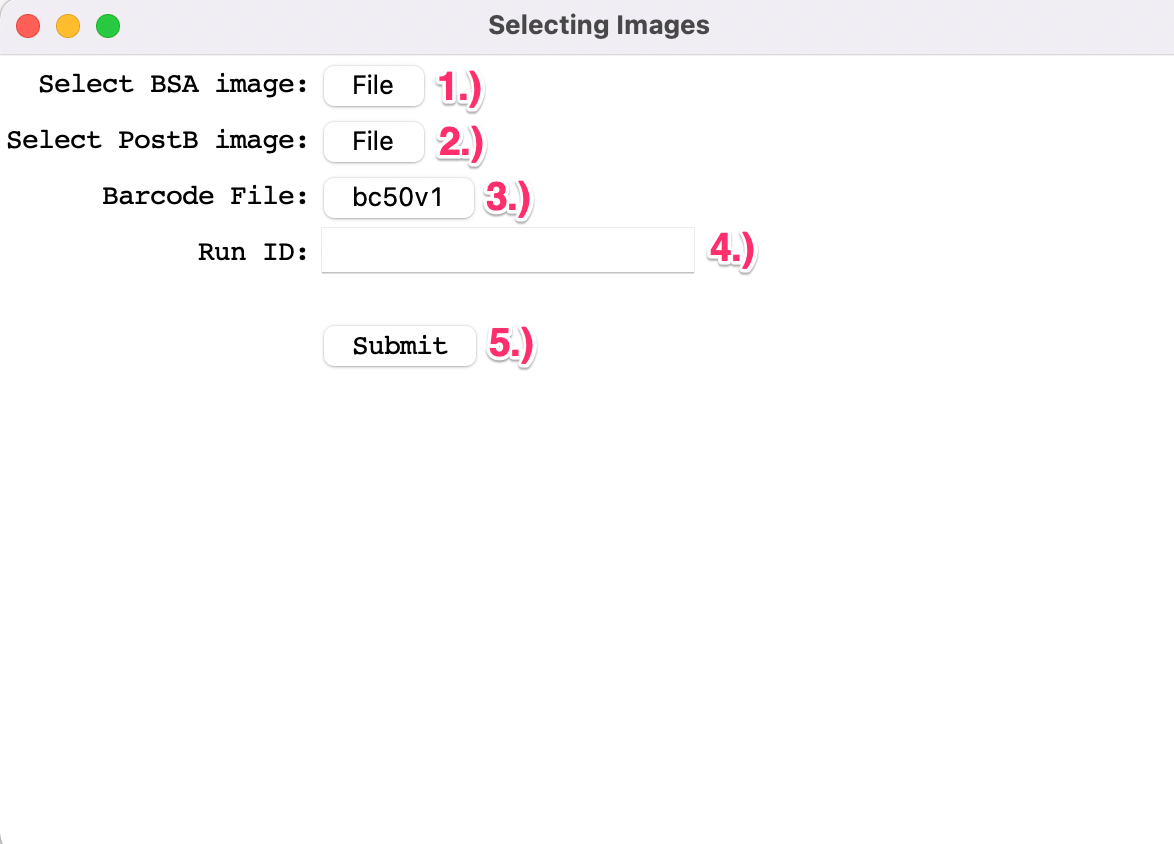 Selecting Images
Select BSA image: File 1.)
Select PostB image: File 2.)
Barcode File: bc50v1 3.)
Run ID: 4.)
Submit 5.)